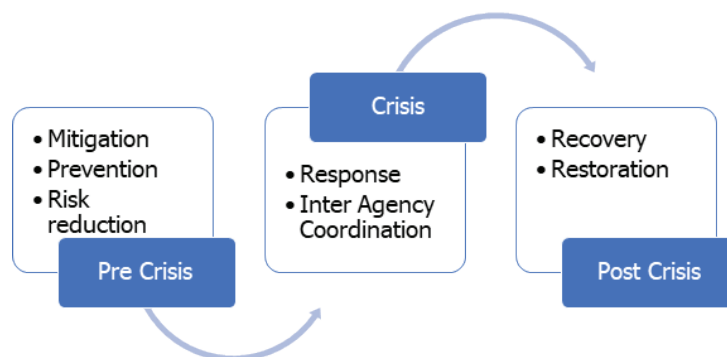 • Mitigation
• Prevention
• Risk
reduction
Pre Crisis
Crisis
• Response
• Inter Agency
Coordination
• Recovery
• Restoration
Post Crisis